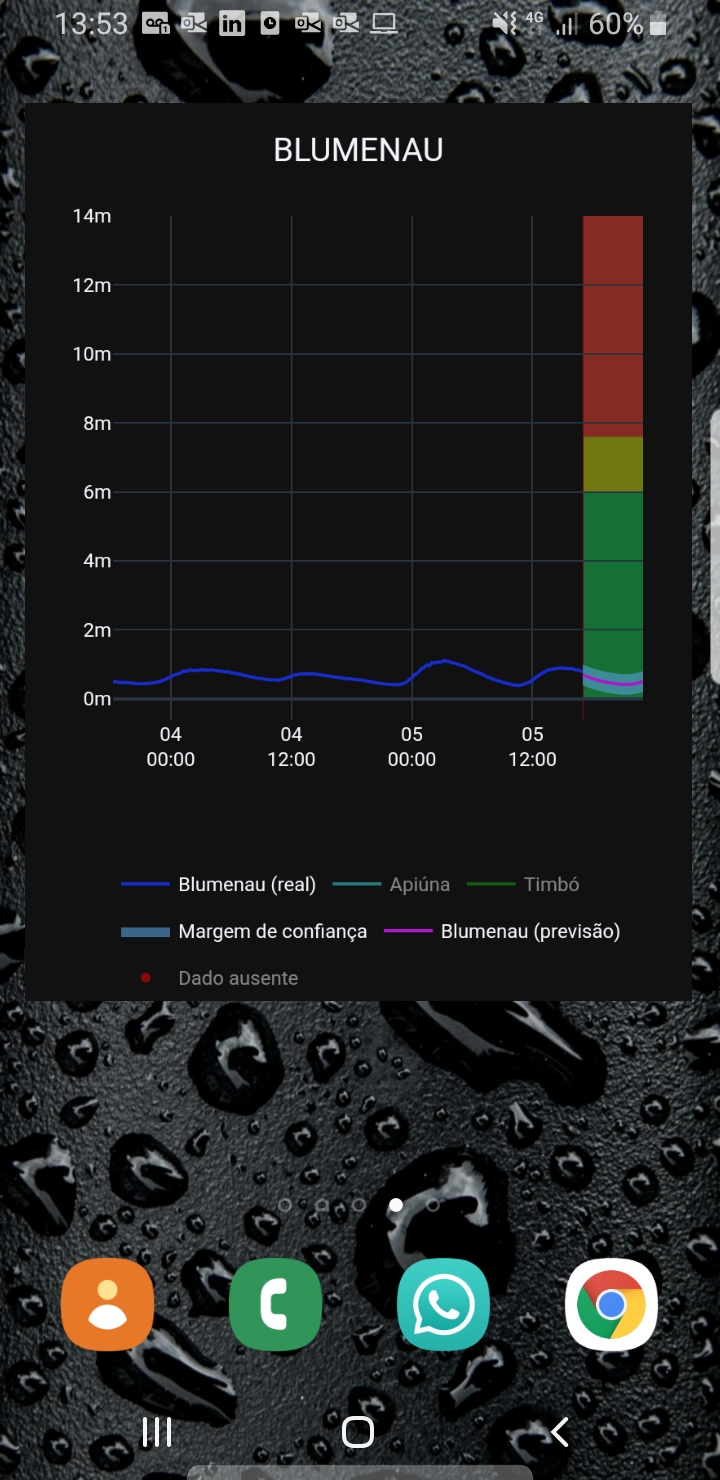 13:53 4G 60%
BLUMENAU
14m
12m
10m
8m
6m
4m
2m
0m
04 04 05 05
00:00 12:00 00:00 12:00
Blumenau (real) Apiúna Timbó
Margem de confiança Blumenau (previsão)
Dado ausente